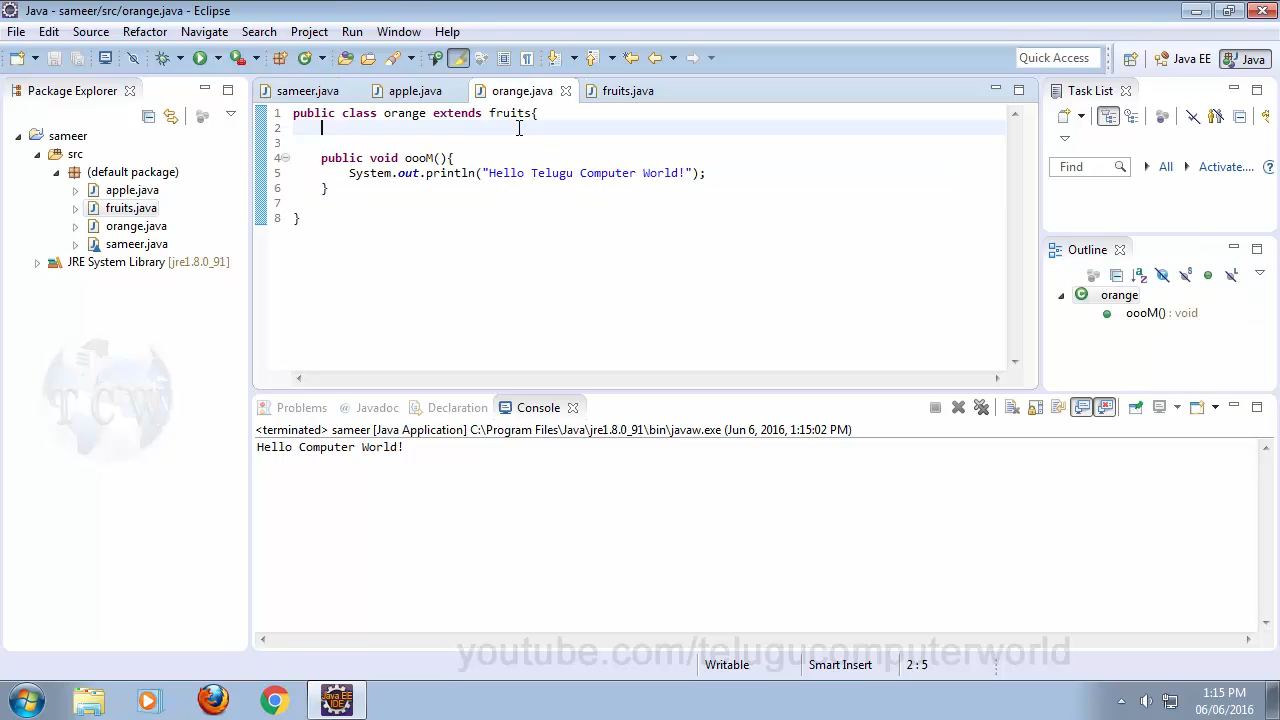 Java - sameer/src/orange.java - Eclipse
File Edit Source Refactor Navigate Search Project Run Window Help
Quick Access Java EE Java
Package Explorer
sameer
src
(default package)
apple.java
fruits.java
orange.java
sameer.java
JRE System Library [jre1.8.0_91]
TCW
sameer.java apple.java orange.java fruits.java
1 public class orange extends fruits{
2
3
4 public void oooM(){
5 System.out.println("Hello Telugu Computer World!");
6 }
7
8 }
Task List
Find All Activate...
Outline
orange
oooM() : void
Problems @ Javadoc Declaration Console
<terminated> sameer [Java Application] C:\Program Files\Java\jre1.8.0_91\bin\javaw.exe (Jun 6, 2016, 1:15:02 PM)
Hello Computer World!
youtube.com/telugucomputerworld
Writable Smart Insert 2 : 5
Java EE
IDE
1:15 PM
06/06/2016